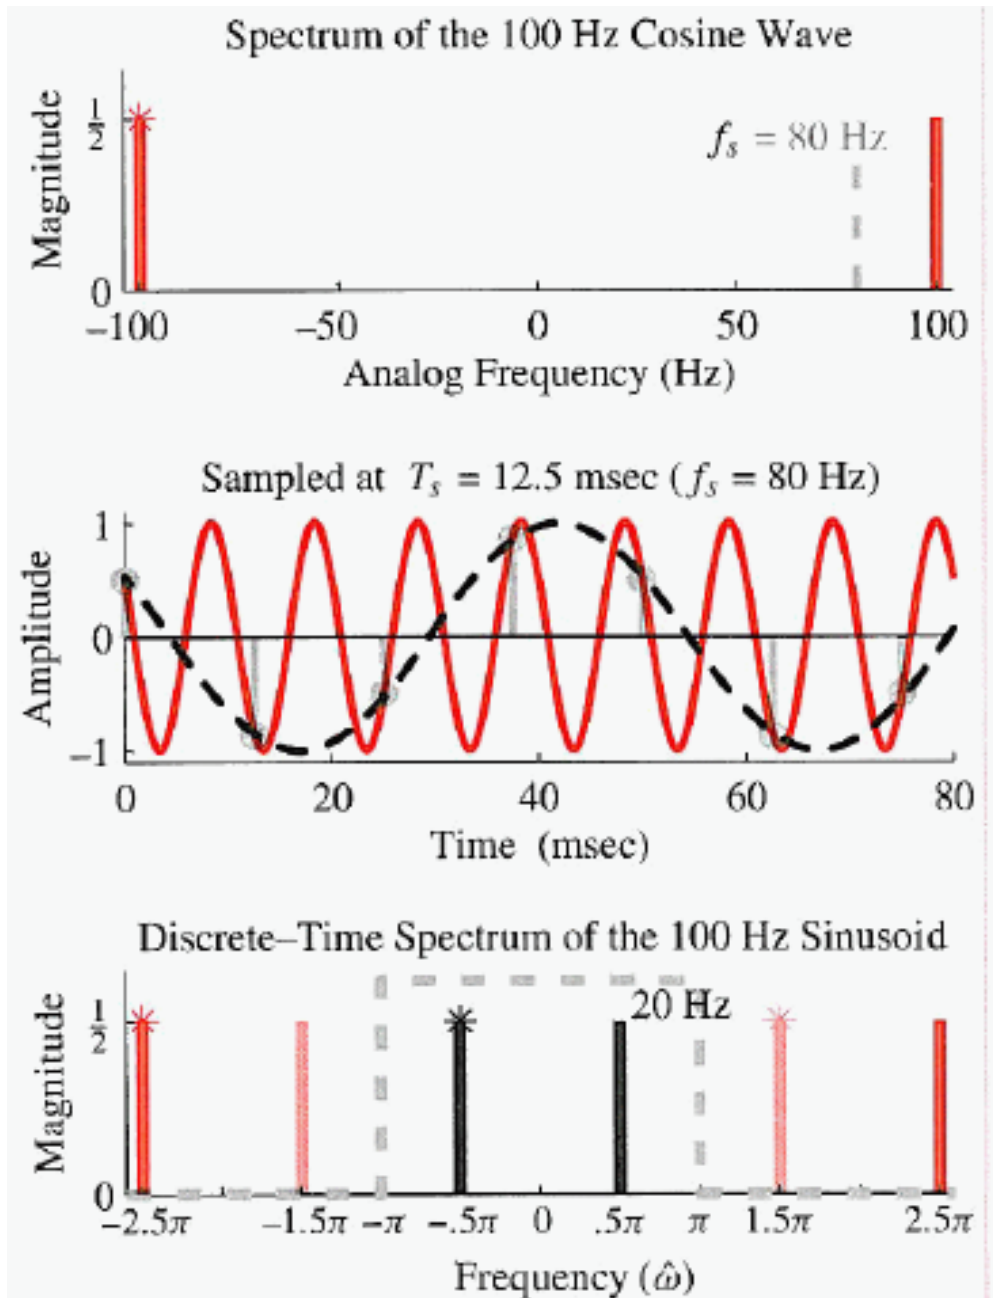 Spectrum of the 100 Hz Cosine Wave
Magnitude
1/2
0
f_s = 80 Hz
−100 −50 0 50 100
Analog Frequency (Hz)
Sampled at T_s = 12.5 msec (f_s = 80 Hz)
Amplitude
1
0
−1
0 20 40 60 80
Time (msec)
Discrete–Time Spectrum of the 100 Hz Sinusoid
Magnitude
1/2
0
20 Hz
−2.5π −1.5π −π −.5π 0 .5π π 1.5π 2.5π
Frequency (ω̂)